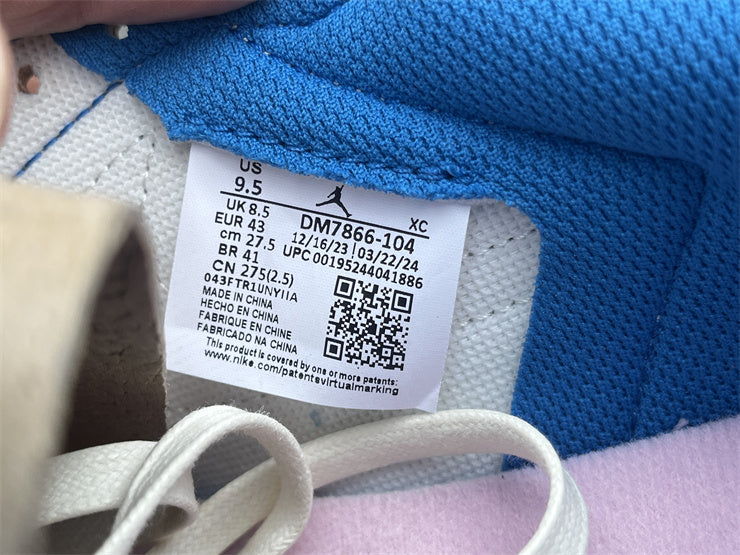 US
9.5
UK 8.5
EUR 43
cm 27.5
BR 41
CN 275(2.5)
XC
DM7866-104
12/16/23 | 03/22/24
UPC 00195244041886
043FTR1UNYIIA
MADE IN CHINA
HECHO EN CHINA
FABRIQUE EN CHINE
FABRICADO NA CHINA
This product is covered by one or more patents:
www.nike.com/patentsvirtualmarking